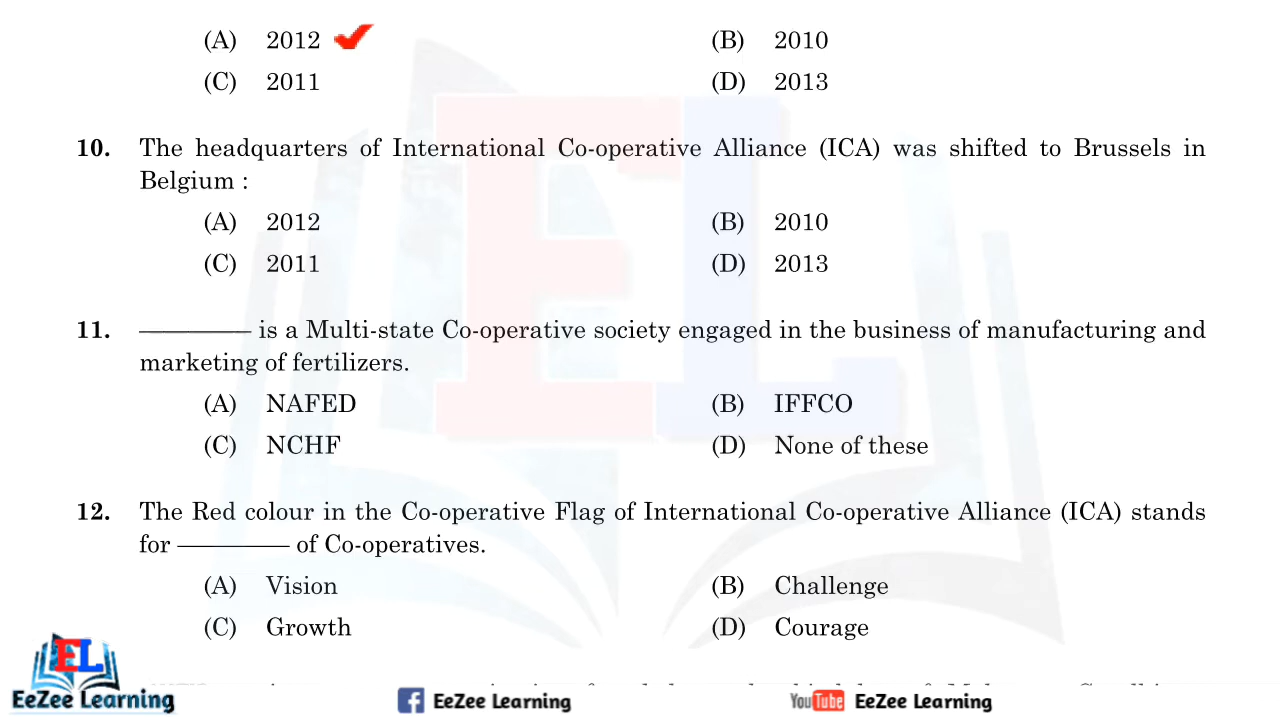 (A) 2012 (B) 2010
(C) 2011 (D) 2013
10. The headquarters of International Co-operative Alliance (ICA) was shifted to Brussels in
Belgium :
(A) 2012 (B) 2010
(C) 2011 (D) 2013
11. ———— is a Multi-state Co-operative society engaged in the business of manufacturing and
marketing of fertilizers.
(A) NAFED (B) IFFCO
(C) NCHF (D) None of these
12. The Red colour in the Co-operative Flag of International Co-operative Alliance (ICA) stands
for ———— of Co-operatives.
(A) Vision (B) Challenge
(C) Growth (D) Courage
EL
EL
EeZee Learning
f EeZee Learning
YouTube EeZee Learning